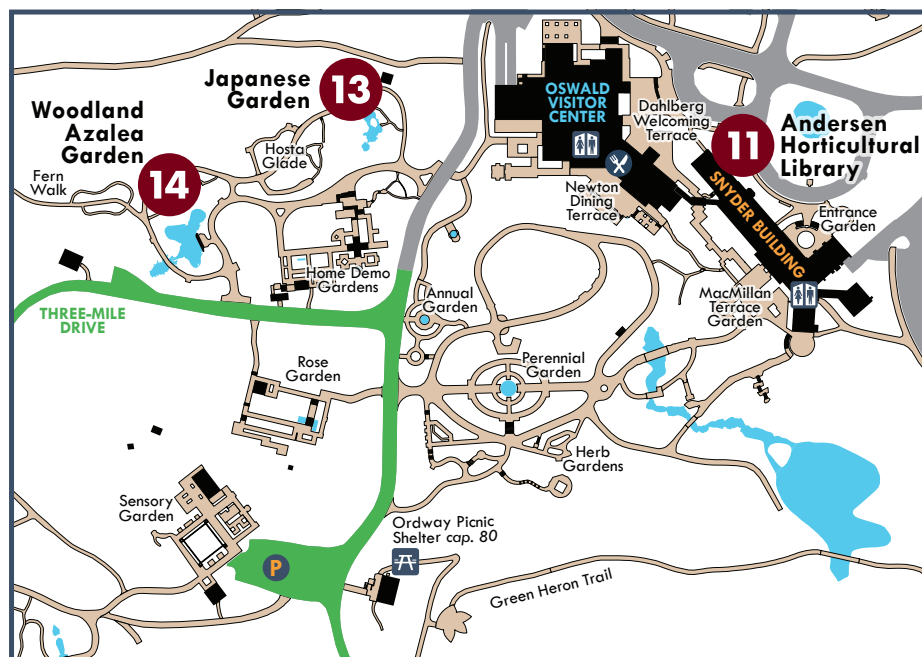 Japanese
Garden
13
Woodland
Azalea
Garden
14
Fern
Walk
Hosta
Glade
OSWALD
VISITOR
CENTER
Dahlberg
Welcoming
Terrace
11
Andersen
Horticultural
Library
SNYDER BUILDING
Newton
Dining
Terrace
Entrance
Garden
Home Demo
Gardens
Annual
Garden
MacMillan
Terrace
Garden
THREE-MILE
DRIVE
Rose
Garden
Perennial
Garden
Herb
Gardens
Sensory
Garden
Ordway Picnic
Shelter cap. 80
P
Green Heron Trail